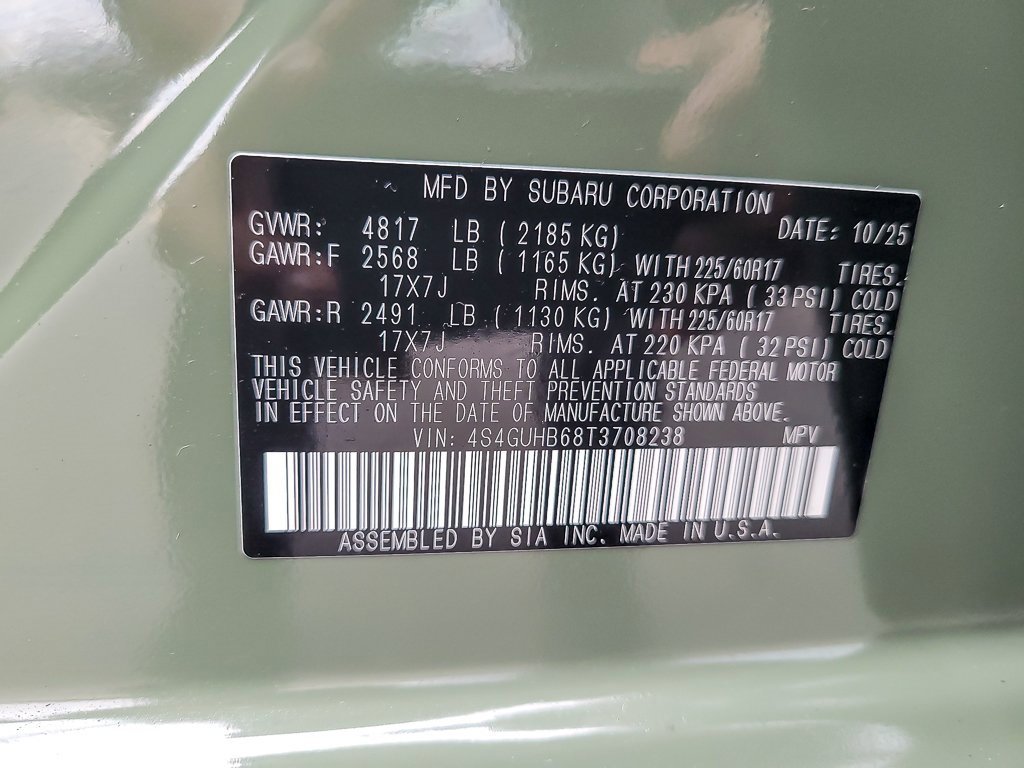 MFD BY SUBARU CORPORATION
GVWR: 4817 LB ( 2185 KG) DATE: 10/25
GAWR:F 2568 LB ( 1165 KG) WITH 225/60R17 TIRES.
17X7J RIMS. AT 230 KPA ( 33 PSI) COLD
GAWR:R 2491 LB ( 1130 KG) WITH 225/60R17 TIRES.
17X7J RIMS. AT 220 KPA ( 32 PSI) COLD
THIS VEHICLE CONFORMS TO ALL APPLICABLE FEDERAL MOTOR
VEHICLE SAFETY AND THEFT PREVENTION STANDARDS
IN EFFECT ON THE DATE OF MANUFACTURE SHOWN ABOVE.
VIN: 4S4GUHB68T3708238 MPV
ASSEMBLED BY SIA INC. MADE IN U.S.A.